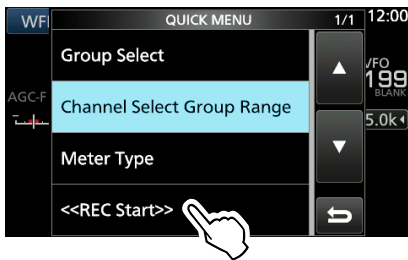 WF
QUICK MENU 1/1 12:00
Group Select
VFO
199
BLANK
AGC-F
Channel Select Group Range
5.0k
Meter Type
<<REC Start>>